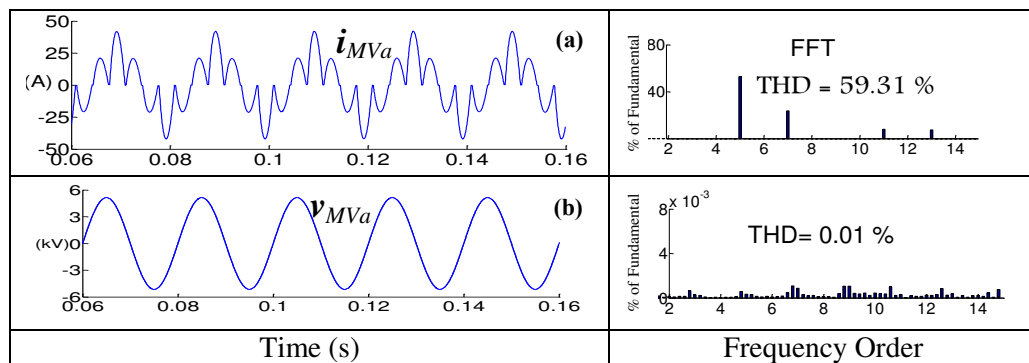 50
25
(A) 0
-25
-50
0.06 0.08 0.1 0.12 0.14 0.16
i MVa
(a)
80
40
% of Fundamental
FFT
THD = 59.31 %
2 4 6 8 10 12 14
6
3
(kV)0
-3
-6
0.06 0.08 0.1 0.12 0.14 0.16
v MVa
(b)
8 x 10 -3
4
0
% of Fundamental
THD= 0.01 %
2 4 6 8 10 12 14
Time (s)
Frequency Order